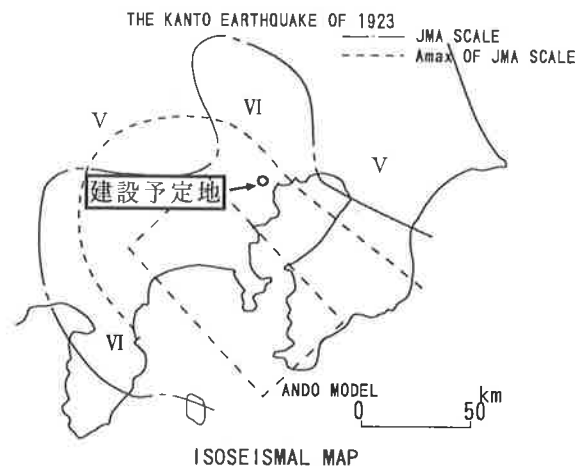 THE KANTO EARTHQUAKE OF 1923
JMA SCALE
Amax OF JMA SCALE
VI
V
V
建設予定地
VI
ANDO MODEL
km
0 50
ISOSEISMAL MAP